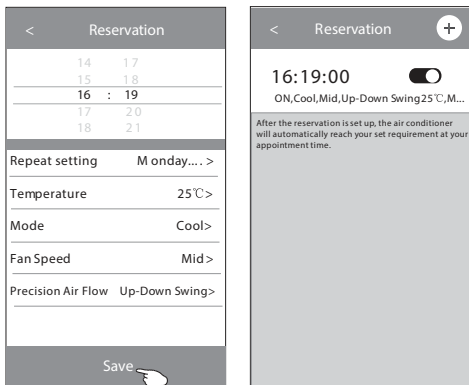 < Reservation
14 17
15 18
16 : 19
17 20
18 21
Repeat setting Monday.... >
Temperature 25℃>
Mode Cool>
Fan Speed Mid>
Precision Air Flow Up-Down Swing>
Save
< Reservation +
16:19:00
ON,Cool,Mid,Up-Down Swing25℃,M...
After the reservation is set up, the air conditioner
will automatically reach your set requirement at your
appointment time.